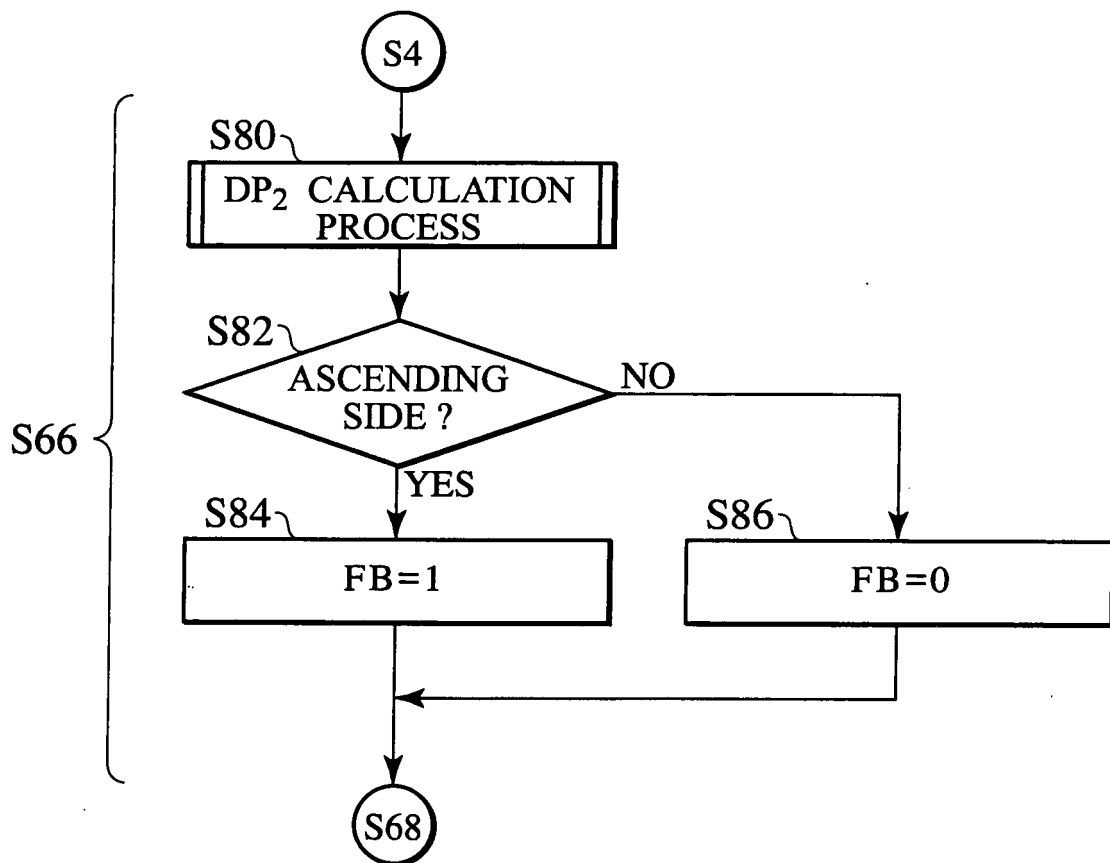 S4
S80
DP₂ CALCULATION
PROCESS
S82
ASCENDING
SIDE ?
NO
S66
YES
S84
S86
FB=1
FB=0
S68